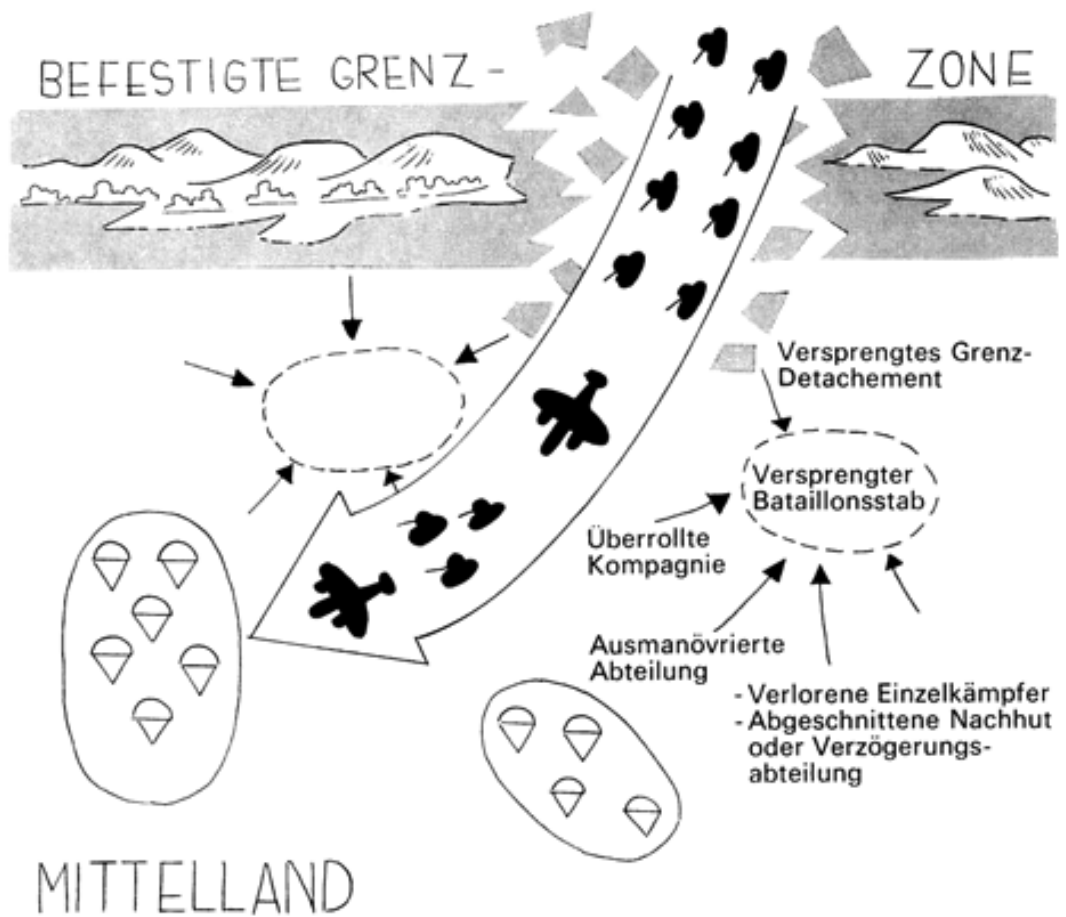 BEFESTIGTE GRENZ-
ZONE
Versprengtes Grenz-
Detachement
Versprengter
Bataillonsstab
Überrollte
Kompagnie
Ausmanövrierte
Abteilung
- Verlorene Einzelkämpfer
- Abgeschnittene Nachhut
oder Verzögerungs-
abteilung
MITTELLAND